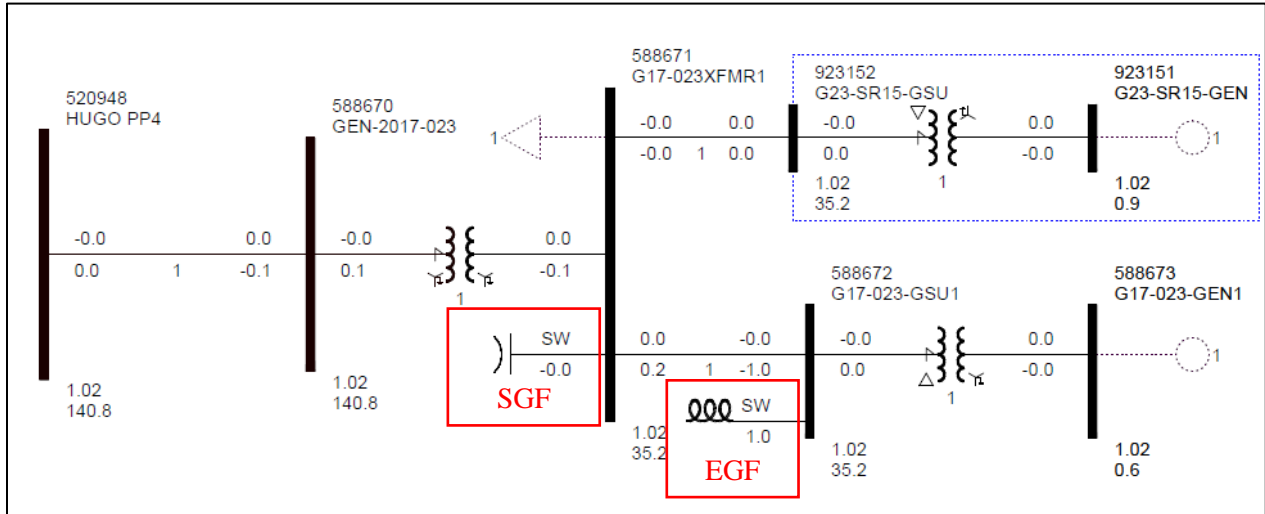 588671
G17-023XFMR1
923152
G23-SR15-GSU
923151
G23-SR15-GEN
520948
HUGO PP4
588670
GEN-2017-023
1
-0.0 0.0
-0.0 1 0.0
-0.0 0.0
0.0 -0.0
1
1
1.02
35.2
1.02
0.9
-0.0 0.0
0.0 1 -0.1
-0.0 0.0
0.1 -0.1
1
588672
G17-023-GSU1
588673
G17-023-GEN1
SW
-0.0
SGF
0.0 -0.0
0.2 1 -1.0
-0.0 0.0
0.0 -0.0
1
1
SW
1.0
EGF
1.02
140.8
1.02
140.8
1.02
35.2
1.02
35.2
1.02
0.6